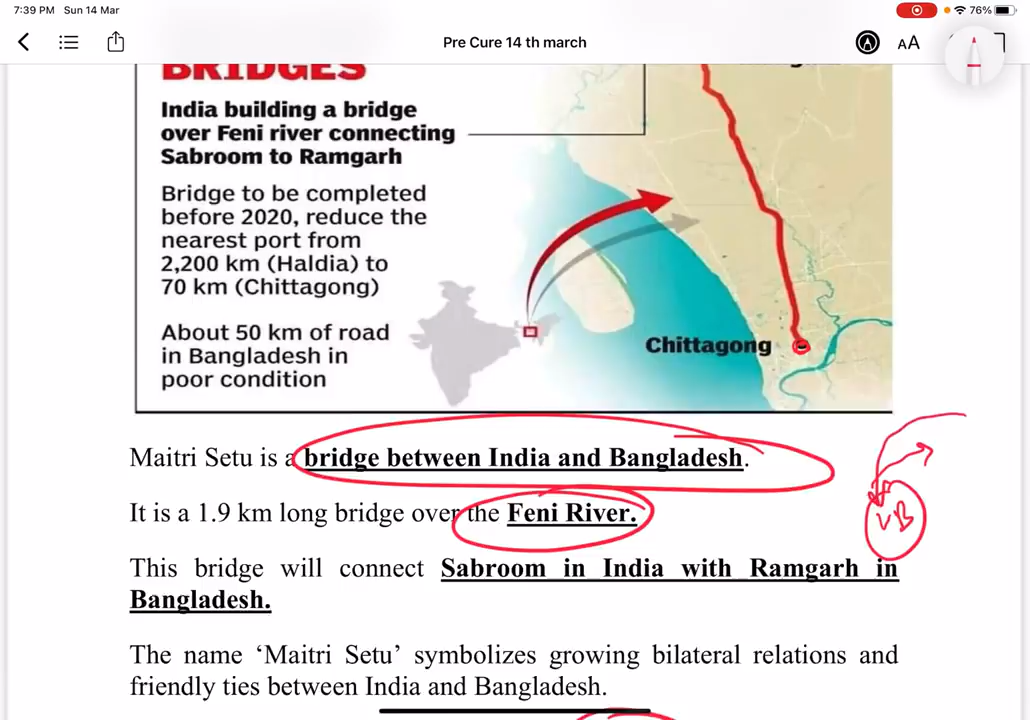 7:39 PM Sun 14 Mar
76%
Pre Cure 14 th march
AA
BRIDGES
India building a bridge
over Feni river connecting
Sabroom to Ramgarh
Bridge to be completed
before 2020, reduce the
nearest port from
2,200 km (Haldia) to
70 km (Chittagong)
About 50 km of road
in Bangladesh in
poor condition
Chittagong
Maitri Setu is a bridge between India and Bangladesh.
It is a 1.9 km long bridge over the Feni River.
VB
This bridge will connect Sabroom in India with Ramgarh in
Bangladesh.
The name ‘Maitri Setu’ symbolizes growing bilateral relations and
friendly ties between India and Bangladesh.